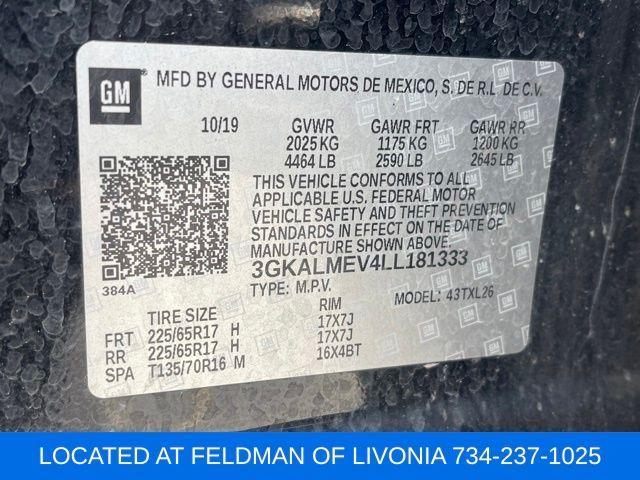 GM
MFD BY GENERAL MOTORS DE MEXICO, S. DE R.L DE C.V.
10/19 GVWR GAWR FRT GAWR RR
2025 KG 1175 KG 1200 KG
4464 LB 2590 LB 2645 LB
THIS VEHICLE CONFORMS TO ALL
APPLICABLE U.S. FEDERAL MOTOR
VEHICLE SAFETY AND THEFT PREVENTION
STANDARDS IN EFFECT ON THE DATE OF
MANUFACTURE SHOWN ABOVE.
3GKALMEV4LL181333
384A TYPE: M.P.V. MODEL: 43TXL26
TIRE SIZE RIM
FRT 225/65R17 H 17X7J
RR 225/65R17 H 17X7J
SPA T135/70R16 M 16X4BT
LOCATED AT FELDMAN OF LIVONIA 734-237-1025